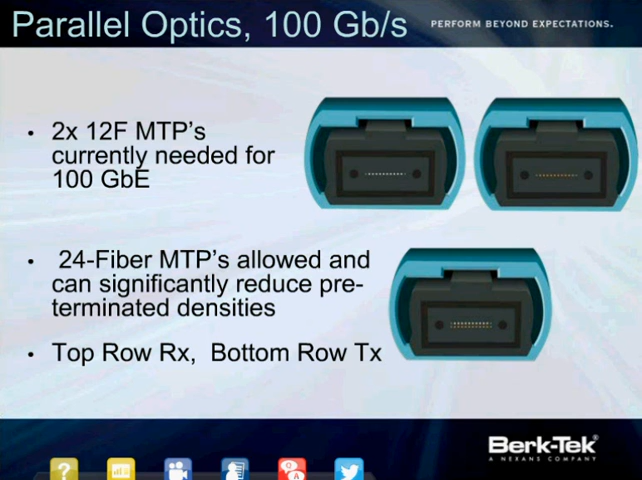 Parallel Optics, 100 Gb/s
PERFORM BEYOND EXPECTATIONS.
• 2x 12F MTP's
currently needed for
100 GbE
• 24-Fiber MTP's allowed and
can significantly reduce pre-
terminated densities
• Top Row Rx, Bottom Row Tx
Berk-Tek®
A NEXANS COMPANY
?
Q
A